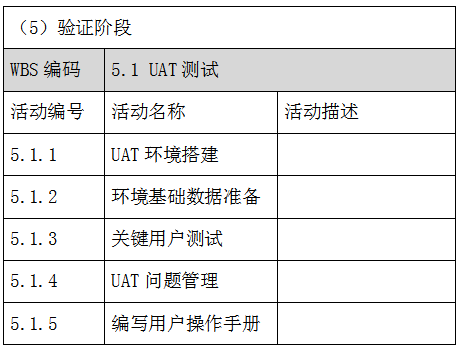 （5）验证阶段
WBS 编码 5.1 UAT 测试
活动编号 活动名称 活动描述
5.1.1 UAT 环境搭建
5.1.2 环境基础数据准备
5.1.3 关键用户测试
5.1.4 UAT 问题管理
5.1.5 编写用户操作手册